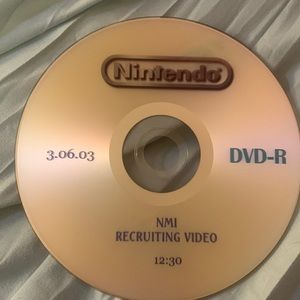 Nintendo
3.06.03
DVD-R
NMI
RECRUITING VIDEO
12:30